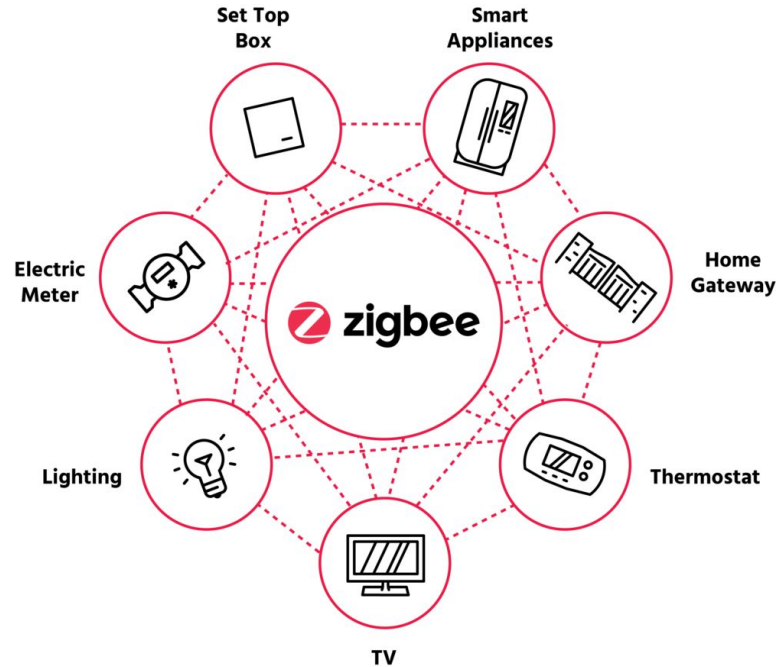 Set Top
Box
Smart
Appliances
Electric
Meter
zigbee
Home
Gateway
Lighting
Thermostat
TV